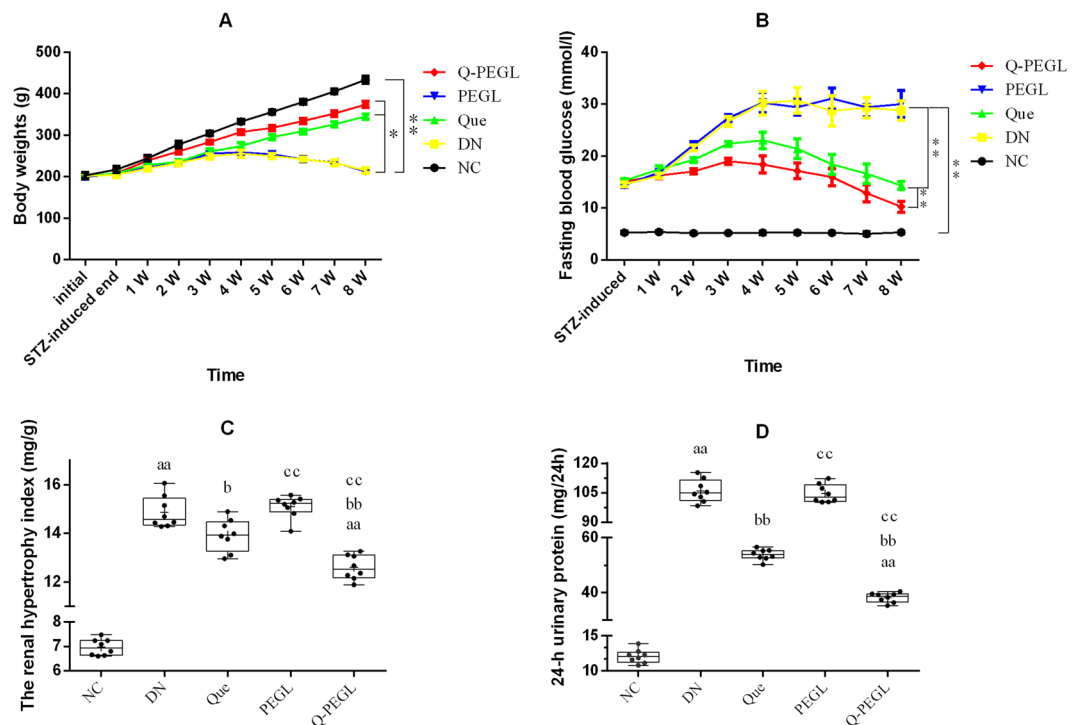 A
Body weights (g)
500
400
300
200
100
0
initial
STZ-induced end
1 W
2 W
3 W
4 W
5 W
6 W
7 W
8 W
Time
Q-PEGL
PEGL
Que
DN
NC
*
**
B
Fasting blood glucose (mmol/l)
40
30
20
10
0
STZ-induced
1 W
2 W
3 W
4 W
5 W
6 W
7 W
8 W
Time
Q-PEGL
PEGL
Que
DN
NC
**
**
**
C
The renal hypertrophy index (mg/g)
16
14
12
8
7
6
aa
b
cc
cc
bb
aa
NC
DN
Que
PEGL
Q-PEGL
D
24-h urinary protein (mg/24h)
120
105
90
60
40
15
10
aa
bb
cc
cc
bb
aa
NC
DN
Que
PEGL
Q-PEGL